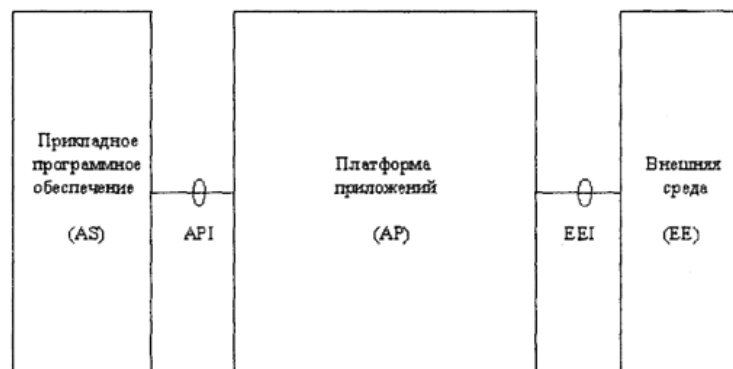 Прикладное
программное
обеспечение
(AS)
API
Платформа
приложений
(AP)
EEI
Внешняя
среда
(EE)